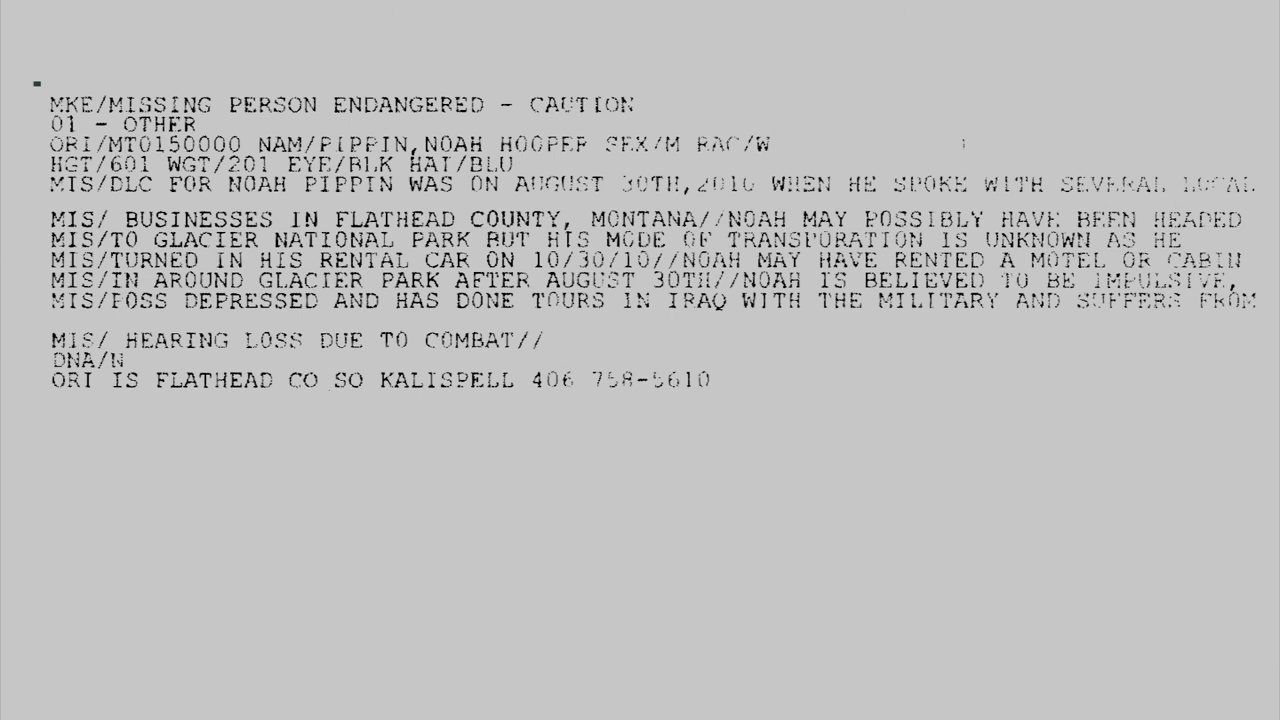 MKE/MISSING PERSON ENDANGERED - CAUTION
01 - OTHER
ORI/MT0150000 NAM/PIPPIN,NOAH HOOPER SEX/M RAC/W
HGT/601 WGT/201 EYE/BLK HAI/BLU
MIS/DLC FOR NOAH PIPPIN WAS ON AUGUST 30TH,2010 WHEN HE SPOKE WITH SEVERAL LOCAL
MIS/ BUSINESSES IN FLATHEAD COUNTY, MONTANA//NOAH MAY POSSIBLY HAVE BEEN HEADED
MIS/TO GLACIER NATIONAL PARK BUT HIS MODE OF TRANSPORATION IS UNKNOWN AS HE
MIS/TURNED IN HIS RENTAL CAR ON 10/30/10//NOAH MAY HAVE RENTED A MOTEL OR CABIN
MIS/IN AROUND GLACIER PARK AFTER AUGUST 30TH//NOAH IS BELIEVED TO BE IMPULSIVE,
MIS/POSS DEPRESSED AND HAS DONE TOURS IN IRAQ WITH THE MILITARY AND SUFFERS FROM
MIS/ HEARING LOSS DUE TO COMBAT//
DNA/N
ORI IS FLATHEAD CO SO KALISPELL 406 758-5610